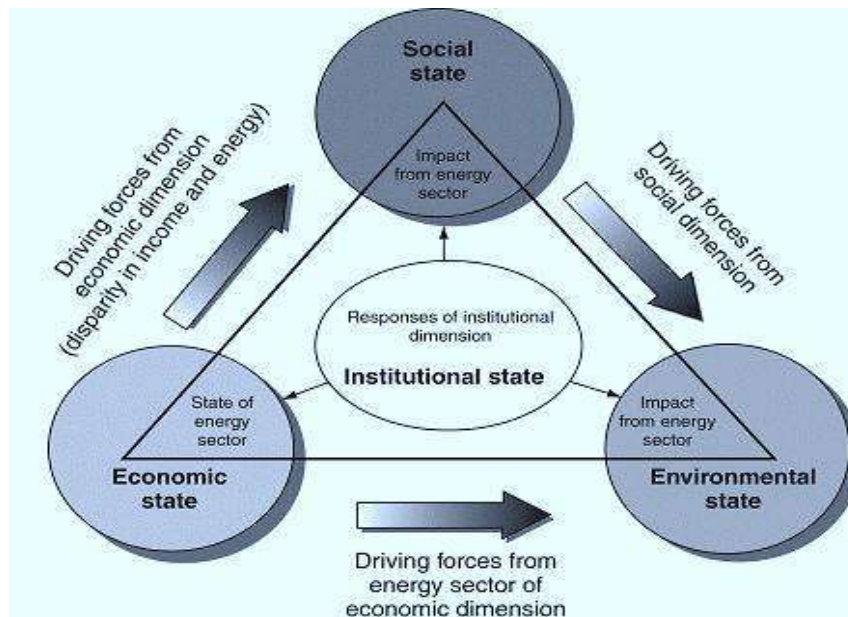 Social
state
Impact
from energy
sector
Driving forces from
economic dimension
(disparity in income and energy)
Driving forces from
social dimension
Responses of institutional
dimension
Institutional state
State of
energy
sector
Economic
state
Impact
from energy
sector
Environmental
state
Driving forces from
energy sector of
economic dimension